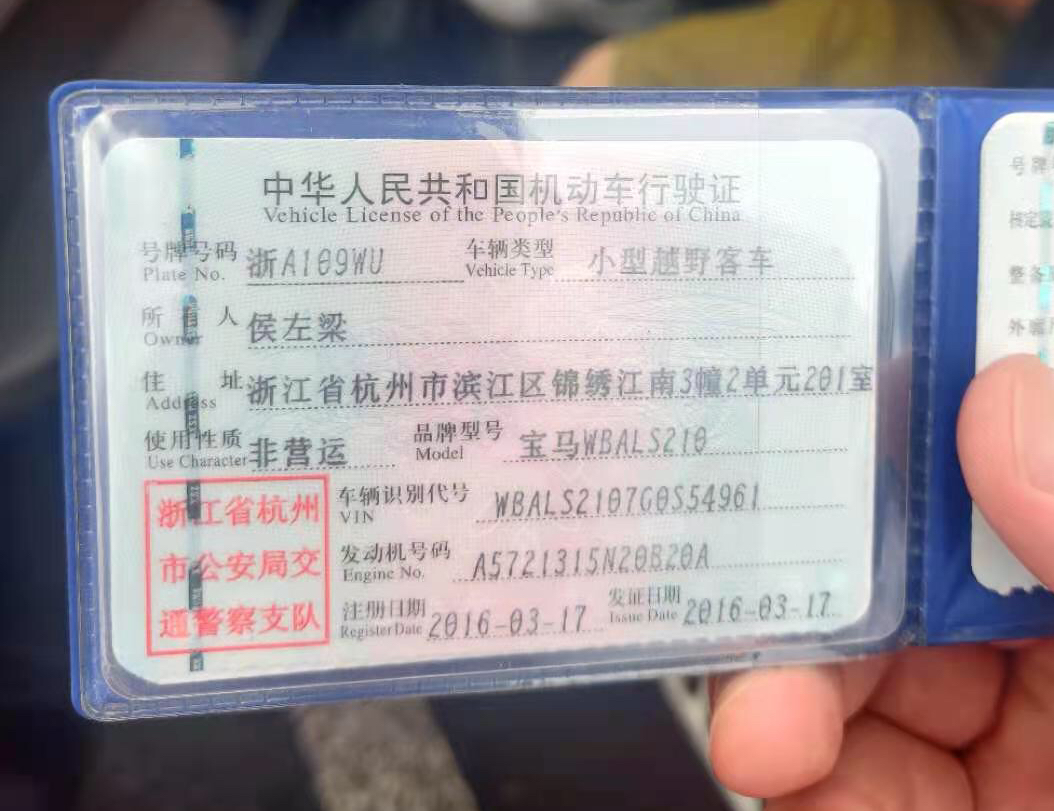 中华人民共和国机动车行驶证
Vehicle License of the People's Republic of China
号牌号码 浙A109WU 车辆类型 小型越野客车
Plate No. Vehicle Type
所有人 侯左梁
Owner
住址 浙江省杭州市滨江区锦绣江南3幢2单元201室
Address
使用性质 非营运 品牌型号 宝马WBALS210
Use Character Model
浙江省杭州
市公安局交
通警察支队
车辆识别代号 WBALS2107G0S54961
VIN
发动机号码 A5721315N20B20A
Engine No.
注册日期 2016-03-17 发证日期 2016-03-17
Register Date Issue Date
号牌
整备